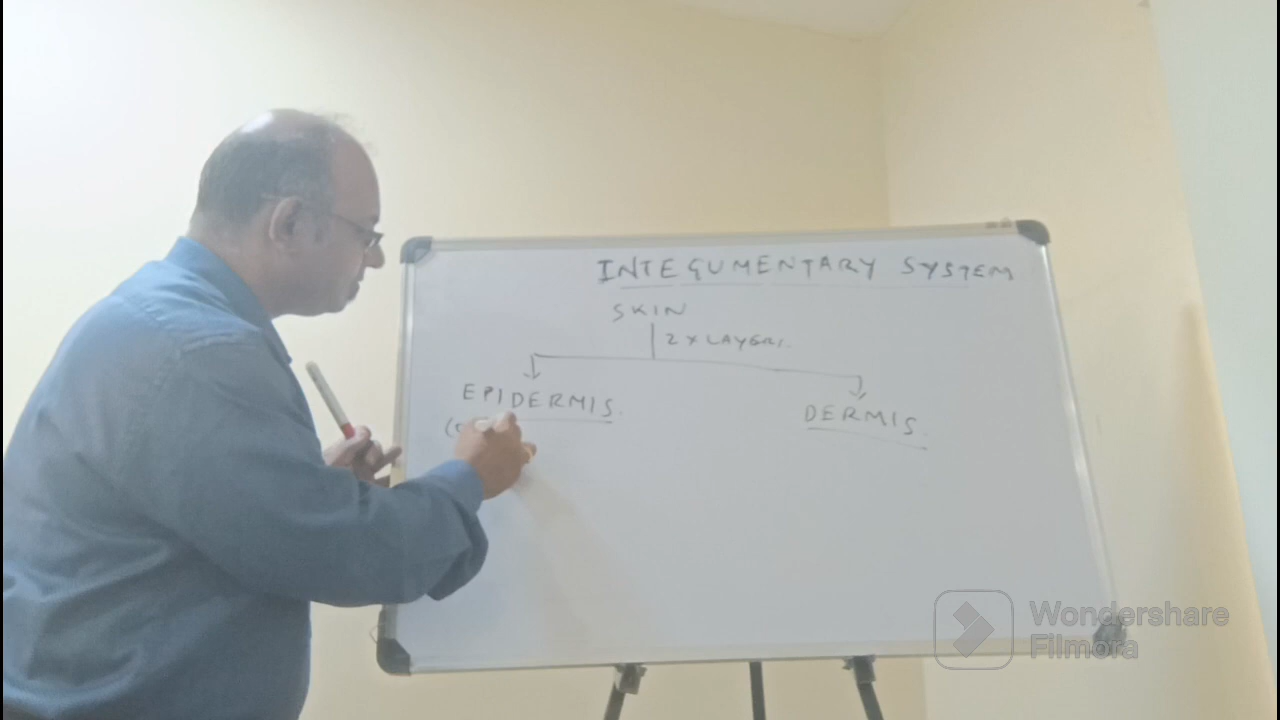 INTEGUMENTARY SYSTEM
SKIN
2 x LAYERS.
EPIDERMIS.
DERMIS.
Wondershare
Filmora